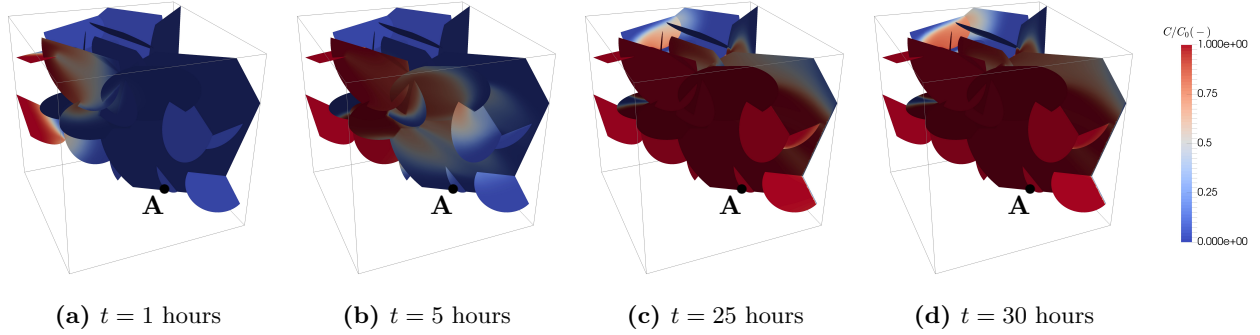 C/C₀(−)
1.000e+00
0.75
0.50
0.25
0.000e+00
A
A
A
A
(a) t = 1 hours
(b) t = 5 hours
(c) t = 25 hours
(d) t = 30 hours